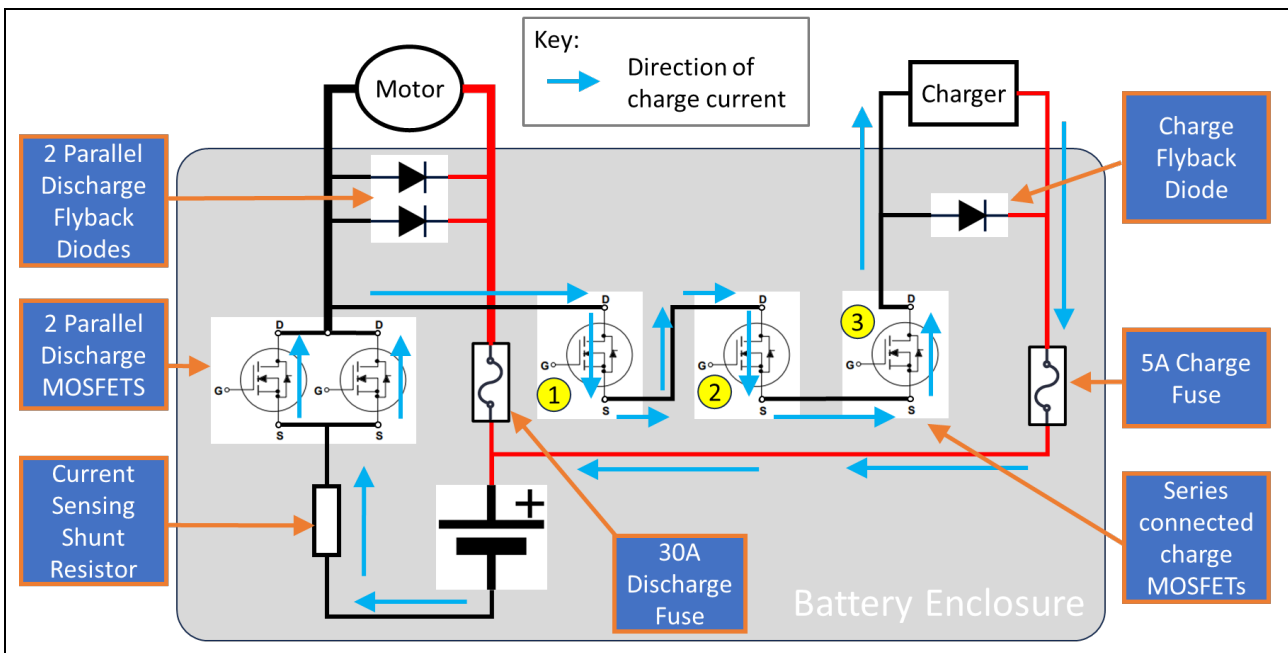 Key:
Direction of
charge current
Motor
Charger
2 Parallel
Discharge
Flyback
Diodes
Charge
Flyback
Diode
2 Parallel
Discharge
MOSFETS
D
D
G
G
S
S
D
G
S
1
D
G
S
2
3
D
G
S
5A Charge
Fuse
Current
Sensing
Shunt
Resistor
+
30A
Discharge
Fuse
Series
connected
charge
MOSFETs
Battery Enclosure